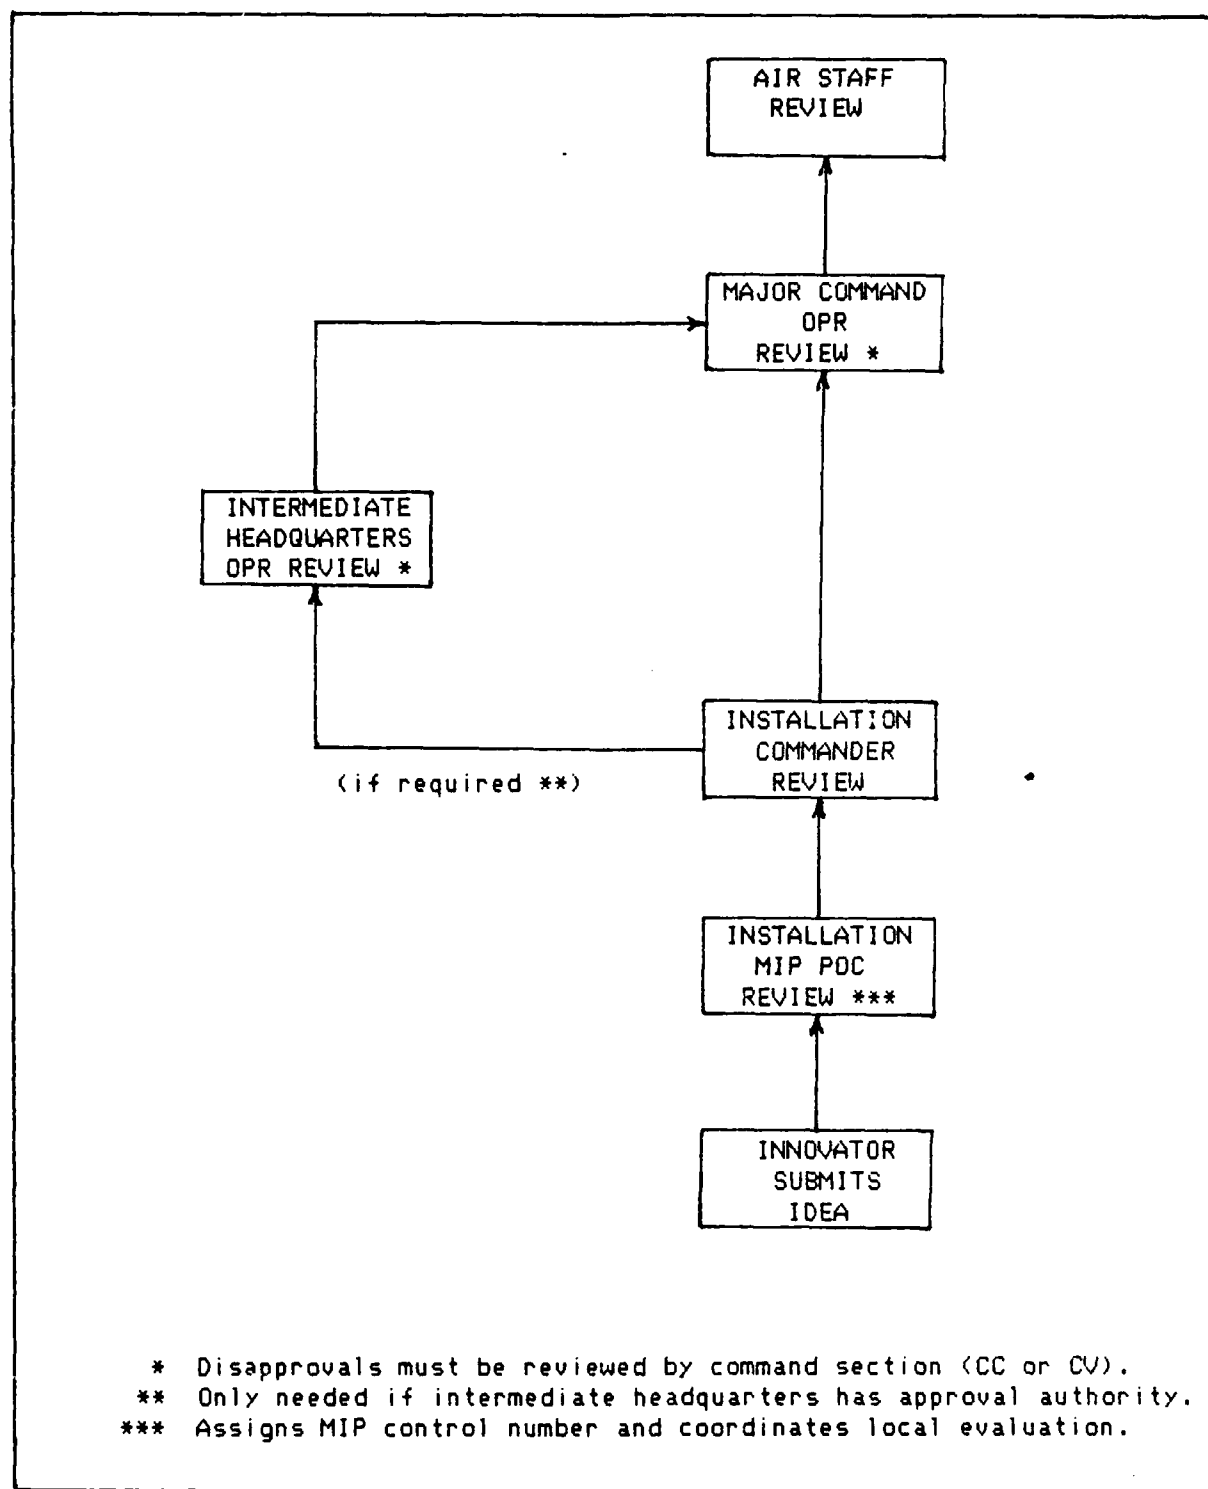 AIR STAFF
REVIEW
MAJOR COMMAND
OPR
REVIEW *
INTERMEDIATE
HEADQUARTERS
OPR REVIEW *
INSTALLATION
COMMANDER
REVIEW
(if required **)
INSTALLATION
MIP POC
REVIEW ***
INNOVATOR
SUBMITS
IDEA
* Disapprovals must be reviewed by command section (CC or CV).
** Only needed if intermediate headquarters has approval authority.
*** Assigns MIP control number and coordinates local evaluation.